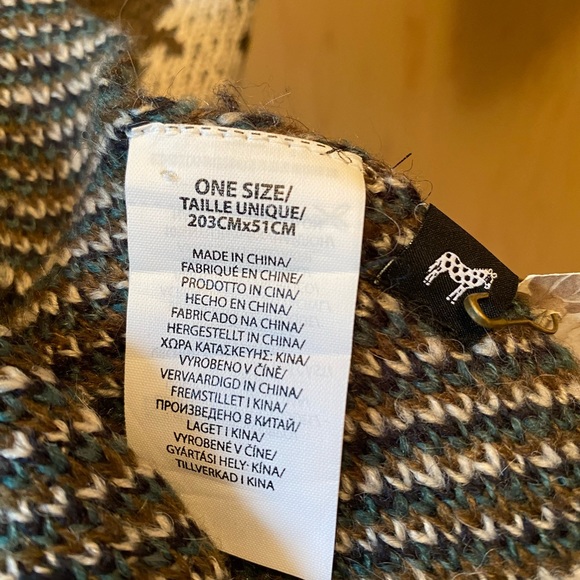 ONE SIZE/
TAILLE UNIQUE/
203CMx51CM
MADE IN CHINA/
FABRIQUÉ EN CHINE/
PRODOTTO IN CINA/
HECHO EN CHINA/
FABRICADO NA CHINA/
HERGESTELLT IN CHINA/
ΧΩΡΑ ΚΑΤΑΣΚΕΥΗΣ: ΚΙΝΑ/
VYROBENO V ČÍNĚ/
VERVAARDIGD IN CHINA/
FREMSTILLET I KINA/
ПРОИЗВЕДЕНО В КИТАЙ/
LAGET I KINA/
VYROBENÉ V ČÍNE/
GYÁRTÁSI HELY: KÍNA/
TILLVERKAD I KINA